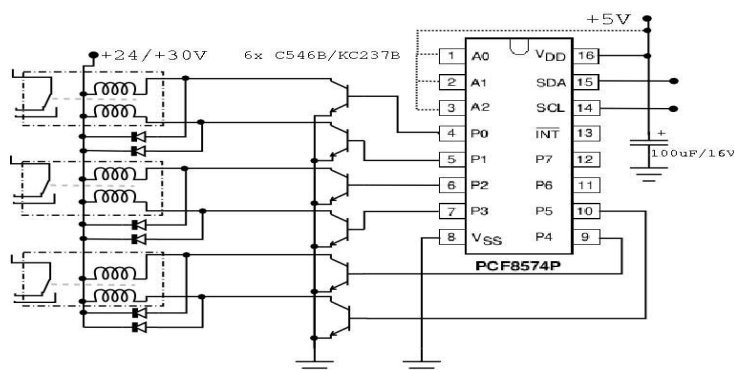 +5V
+24/+30V 6x C546B/KC237B
1 A0 VDD 16
2 A1 SDA 15
3 A2 SCL 14
4 P0 INT 13
5 P1 P7 12
6 P2 P6 11
7 P3 P5 10
8 VSS P4 9
+
100uF/16V
PCF8574P